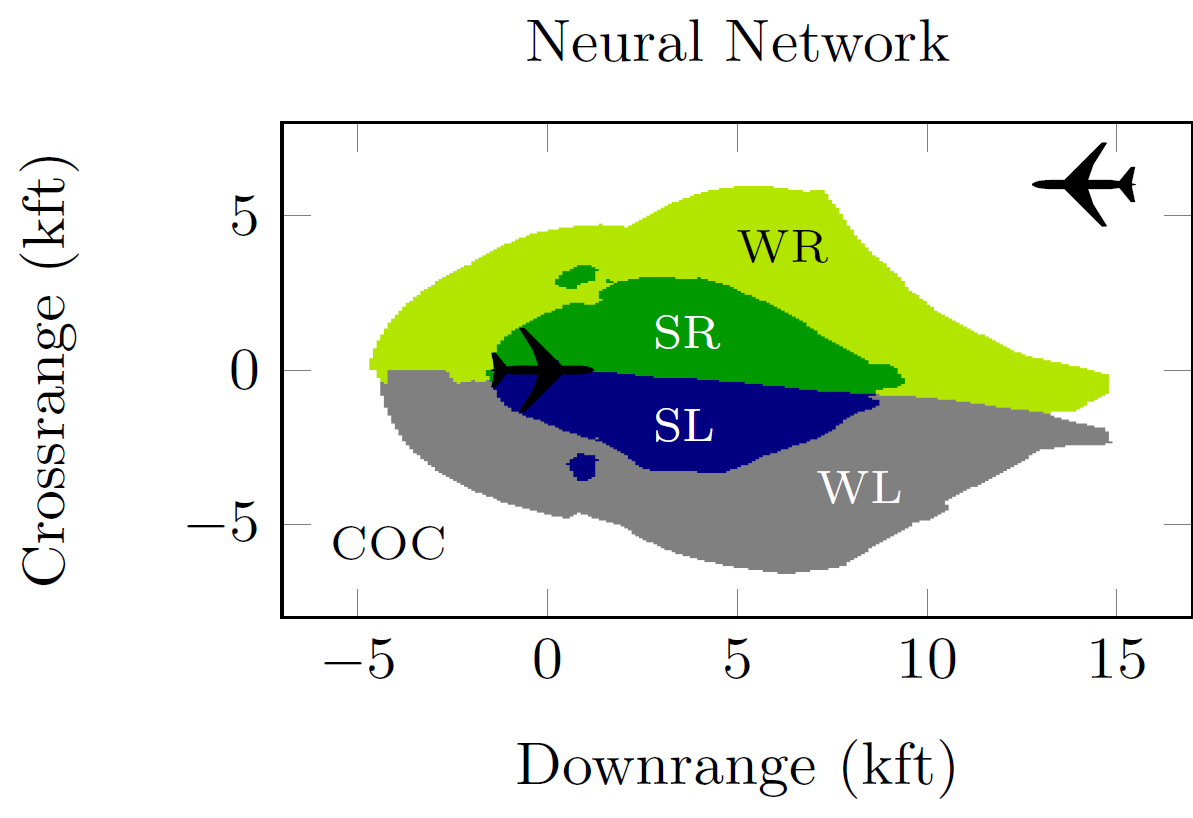 Neural Network
Crossrange (kft)
5
0
−5
WR
SR
SL
WL
COC
−5 0 5 10 15
Downrange (kft)